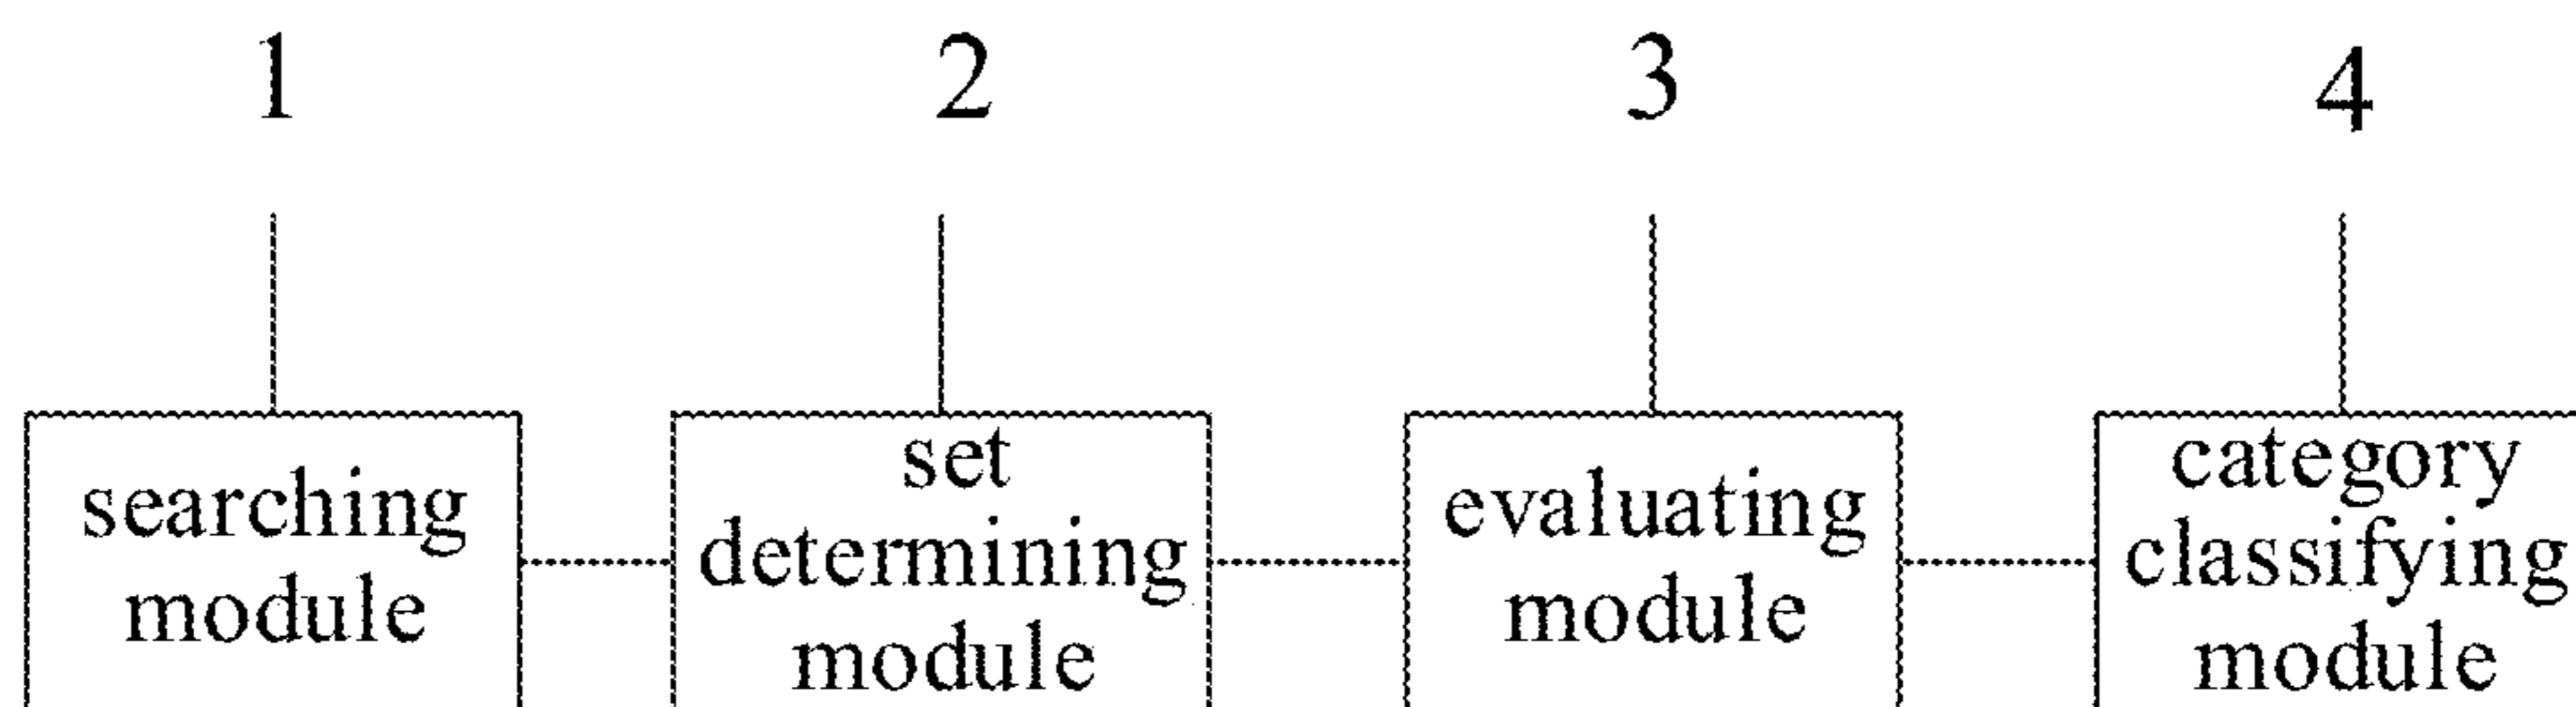 1
2
3
4
searching
module
set
determining
module
evaluating
module
category
classifying
module